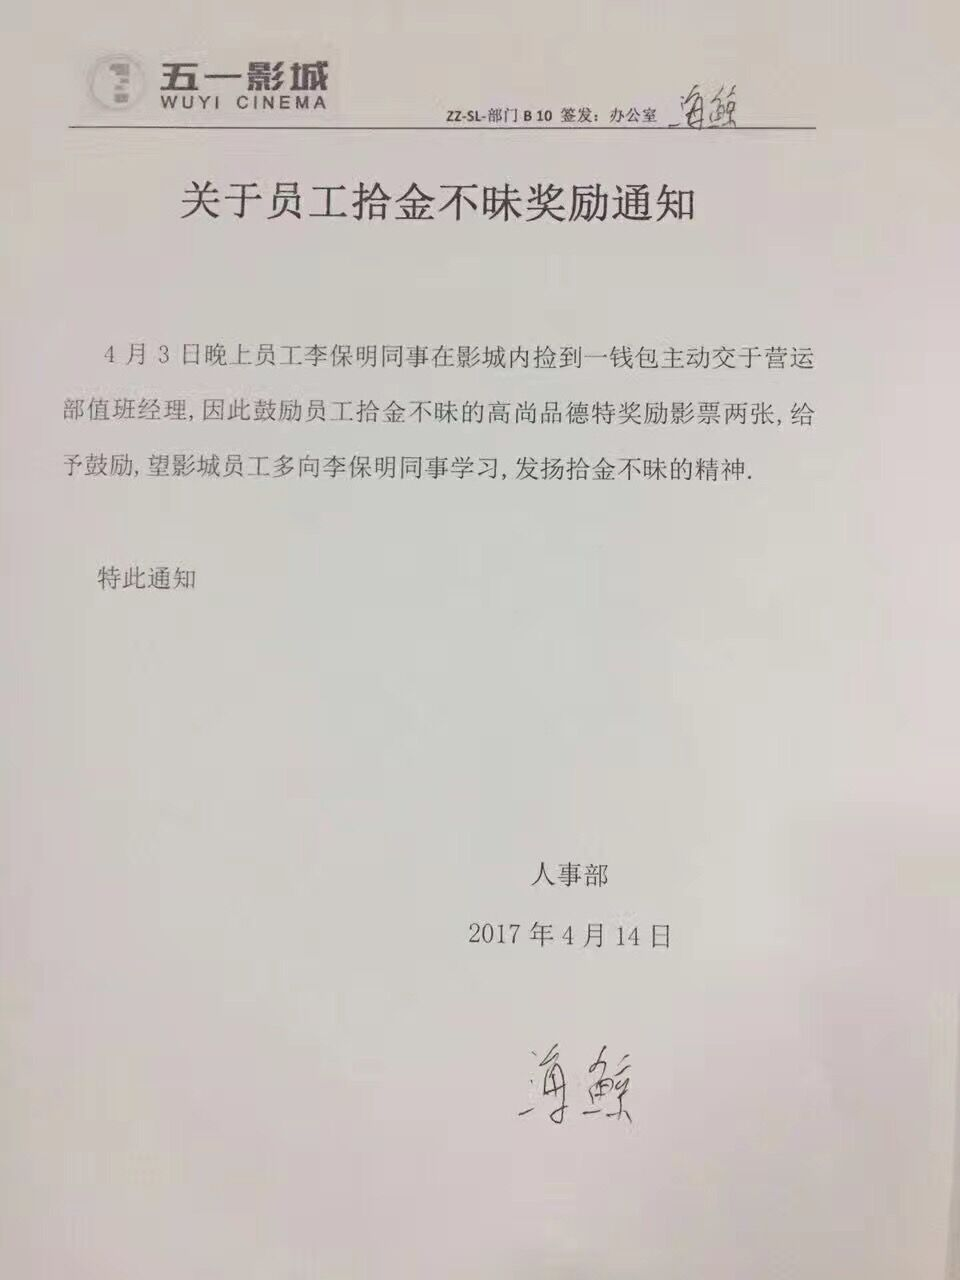 五一影城
WUYI CINEMA
ZZ-SL-部门 B 10 签发：办公室 海鲸
关于员工拾金不昧奖励通知
4 月 3 日晚上员工李保明同事在影城内捡到一钱包主动交于营运
部值班经理,因此鼓励员工拾金不昧的高尚品德特奖励影票两张,给
予鼓励,望影城员工多向李保明同事学习,发扬拾金不昧的精神.
特此通知
人事部
2017 年 4 月 14 日
海鲸